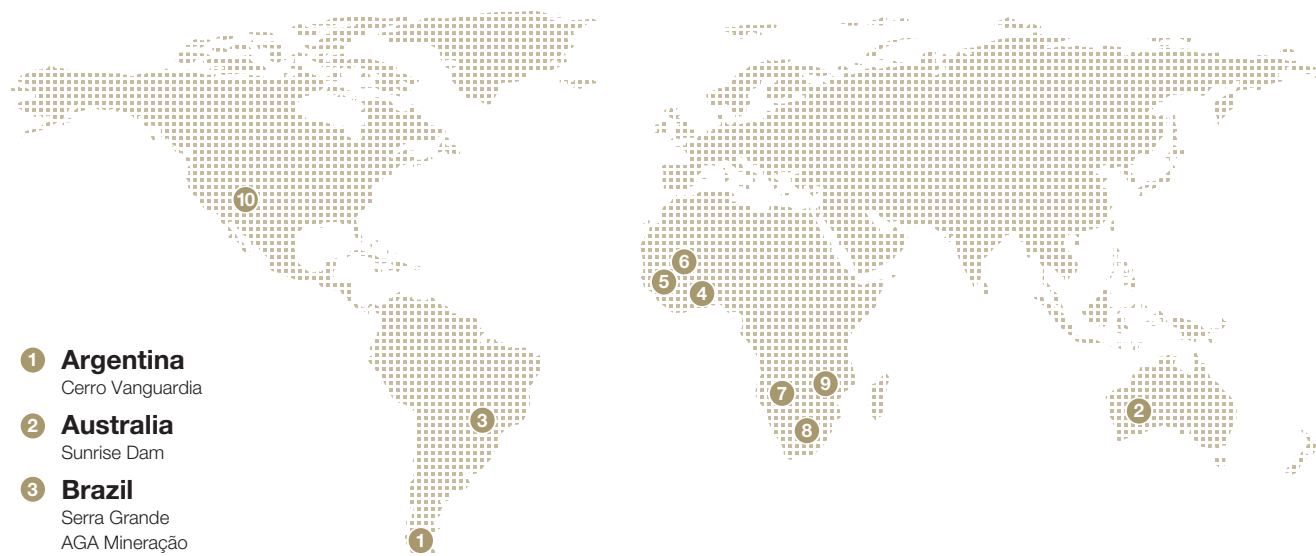 10
6
5
4
1 Argentina
Cerro Vanguardia
9
7
2
2 Australia
Sunrise Dam
3
8
3 Brazil
Serra Grande
AGA Mineração
1